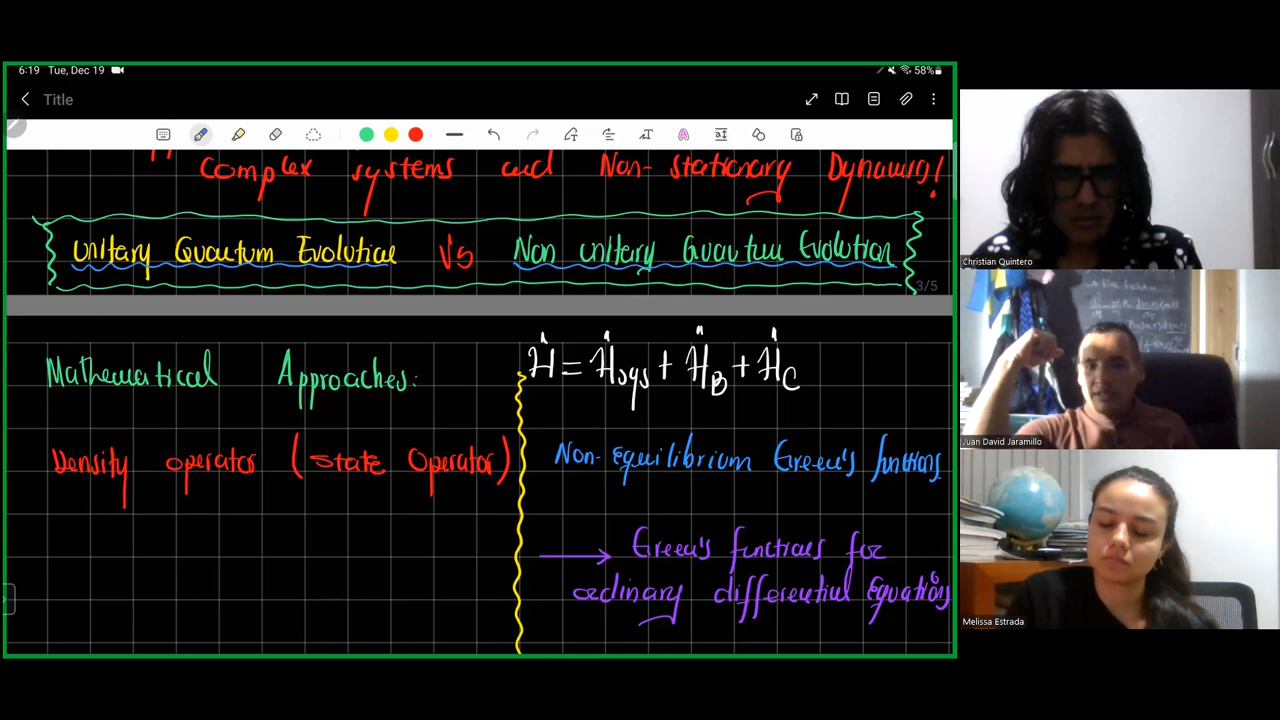 6:19 Tue, Dec 19 58%
Title
Complex systems and Non-stationary Dynamics!
Unitary Quantum Evolution V's Non unitary Quantum Evolution
3/5
Mathematical Approaches:
Ĥ = Ĥsys + ĤB + ĤC
Density operator (state Operator)
Non-Equilibrium Green's functions
→ Green's functions for
ordinary differential Equations
Christian Quintero
Juan David Jaramillo
Melissa Estrada